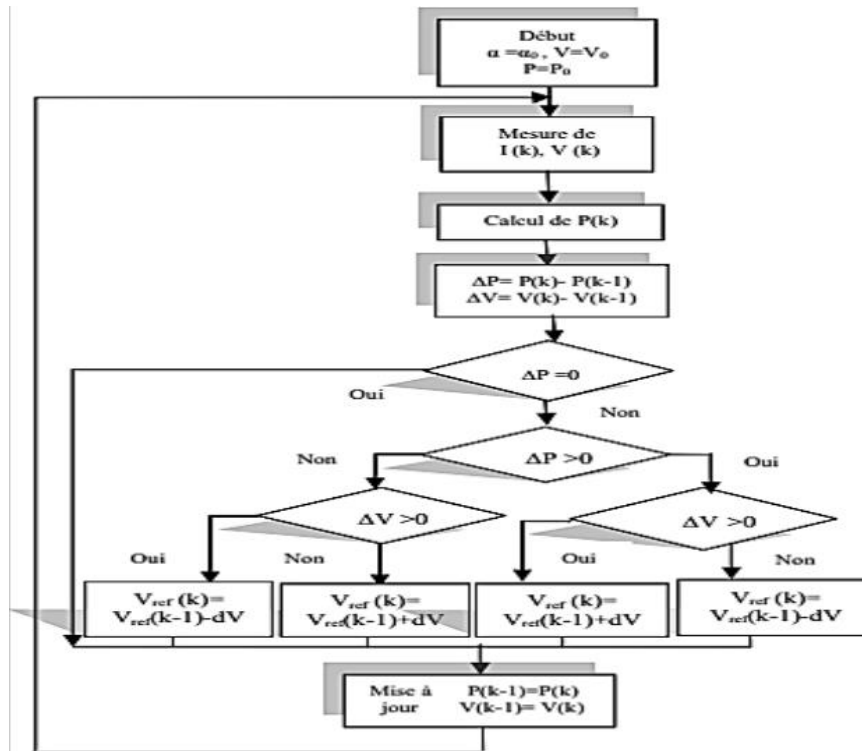 Début
α =α₀ , V=V₀
P=P₀
Mesure de
I (k), V (k)
Calcul de P(k)
ΔP= P(k)- P(k-1)
ΔV= V(k)- V(k-1)
ΔP =0
Oui
Non
ΔP >0
Non
Oui
ΔV >0
ΔV >0
Oui
Non
Oui
Non
Vref (k)=
Vref(k-1)-dV
Vref (k)=
Vref(k-1)+dV
Vref (k)=
Vref(k-1)+dV
Vref (k)=
Vref(k-1)-dV
Mise à jour
P(k-1)=P(k)
V(k-1)= V(k)